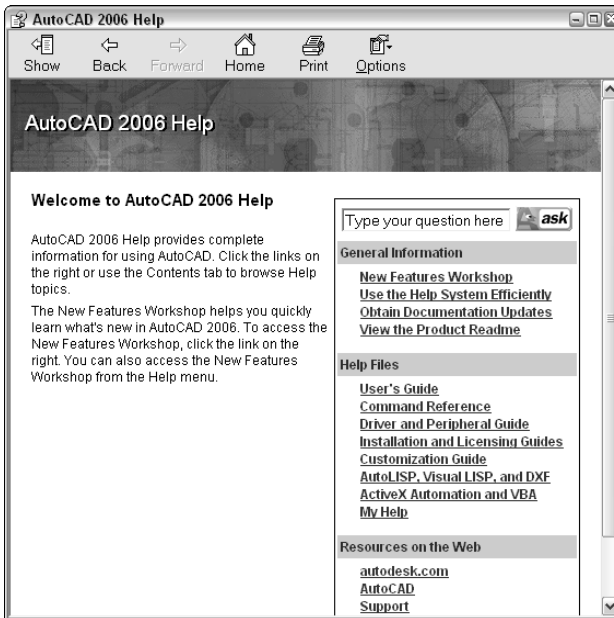 AutoCAD 2006 Help
Show Back Forward Home Print Options
AutoCAD 2006 Help
Welcome to AutoCAD 2006 Help
AutoCAD 2006 Help provides complete
information for using AutoCAD. Click the links on
the right or use the Contents tab to browse Help
topics.
The New Features Workshop helps you quickly
learn what's new in AutoCAD 2006. To access the
New Features Workshop, click the link on the
right. You can also access the New Features
Workshop from the Help menu.
Type your question here ask
General Information
New Features Workshop
Use the Help System Efficiently
Obtain Documentation Updates
View the Product Readme
Help Files
User's Guide
Command Reference
Driver and Peripheral Guide
Installation and Licensing Guides
Customization Guide
AutoLISP, Visual LISP, and DXF
ActiveX Automation and VBA
My Help
Resources on the Web
autodesk.com
AutoCAD
Support